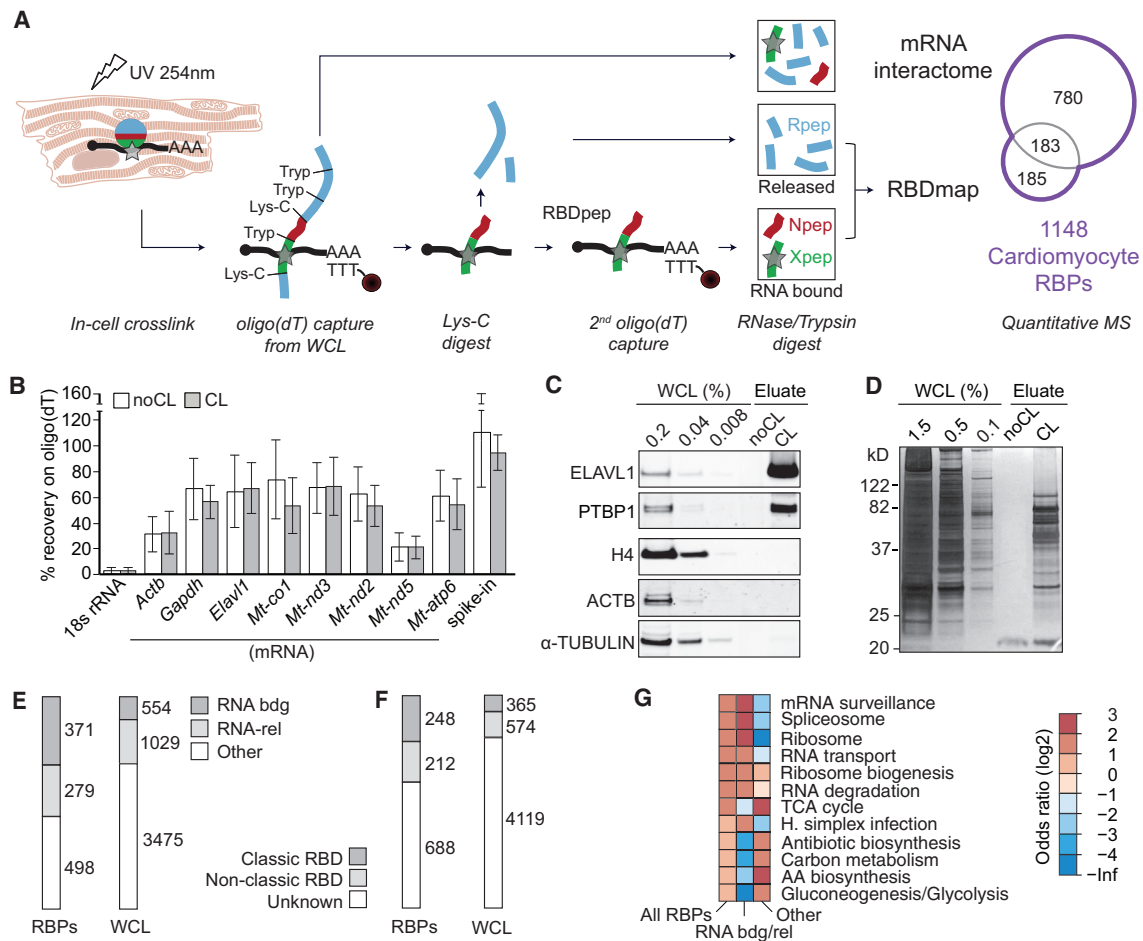 A
UV 254nm
AAA
Tryp
Tryp
Lys-C
Tryp
AAA
TTT
Lys-C
RBDpep
AAA
TTT
Rpep
Released
Npep
Xpep
RNA bound
mRNA
interactome
RBDmap
780
183
185
1148
Cardiomyocyte
RBPs
In-cell crosslink
oligo(dT) capture
from WCL
Lys-C
digest
2nd oligo(dT)
capture
RNase/Trypsin
digest
Quantitative MS
B
% recovery on oligo(dT)
160
120
100
80
60
40
20
0
noCL
CL
18s rRNA
Actb
Gapdh
Elavl1
Mt-co1
Mt-nd3
Mt-nd2
Mt-nd5
Mt-atp6
spike-in
(mRNA)
C
WCL (%)
Eluate
0.2
0.04
0.008
noCL
CL
ELAVL1
PTBP1
H4
ACTB
α-TUBULIN
D
WCL (%)
Eluate
1.5
0.5
0.1
noCL
CL
kD
122
82
37
25
20
E
371
279
498
RBPs
554
1029
3475
WCL
RNA bdg
RNA-rel
Other
F
Classic RBD
Non-classic RBD
Unknown
248
212
688
RBPs
365
574
4119
WCL
G
mRNA surveillance
Spliceosome
Ribosome
RNA transport
Ribosome biogenesis
RNA degradation
TCA cycle
H. simplex infection
Antibiotic biosynthesis
Carbon metabolism
AA biosynthesis
Gluconeogenesis/Glycolysis
All RBPs
RNA bdg/rel
Other
Odds ratio (log2)
3
2
1
0
−1
−2
−3
−4
−Inf